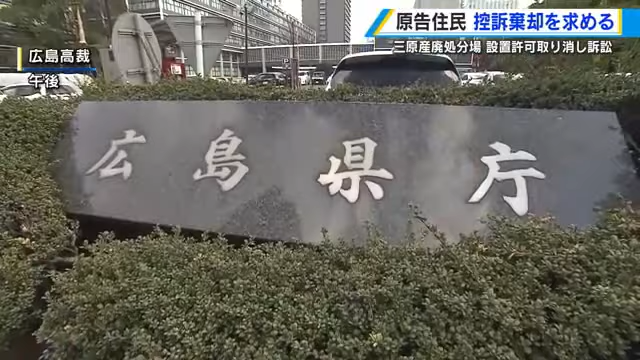 原告住民 控訴棄却を求める
三原産廃処分場 設置許可取り消し訴訟
広島高裁
午後
広島県庁